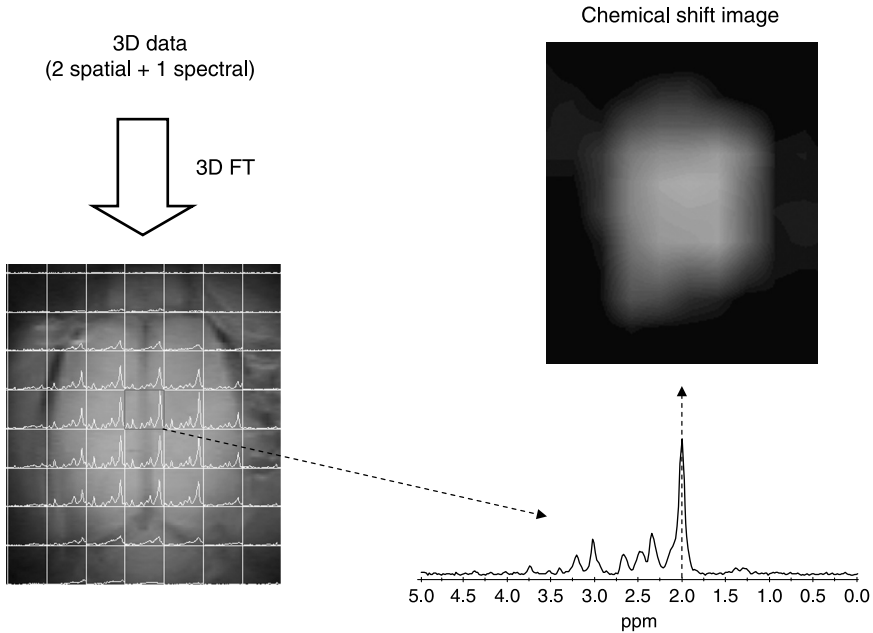 3D data
(2 spatial + 1 spectral)
3D FT
Chemical shift image
5.0 4.5 4.0 3.5 3.0 2.5 2.0 1.5 1.0 0.5 0.0
ppm